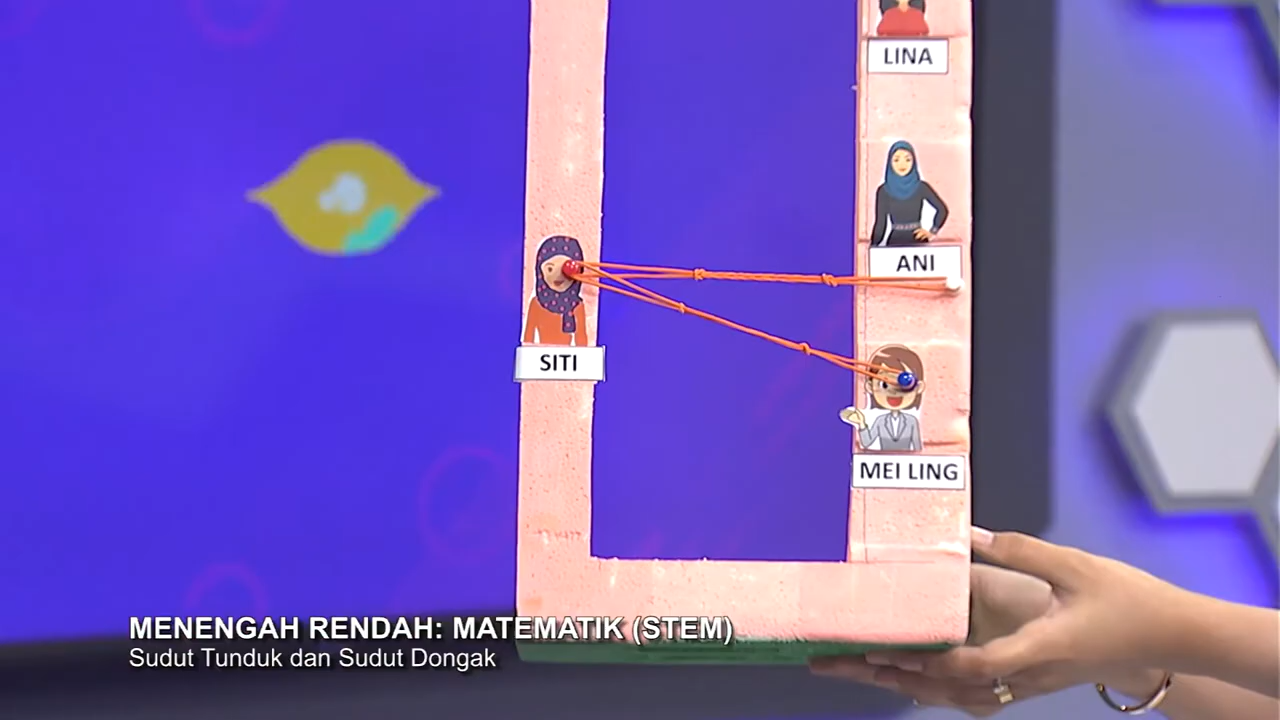 LINA
ANI
SITI
MEI LING
MENENGAH RENDAH: MATEMATIK (STEM)
Sudut Tunduk dan Sudut Dongak